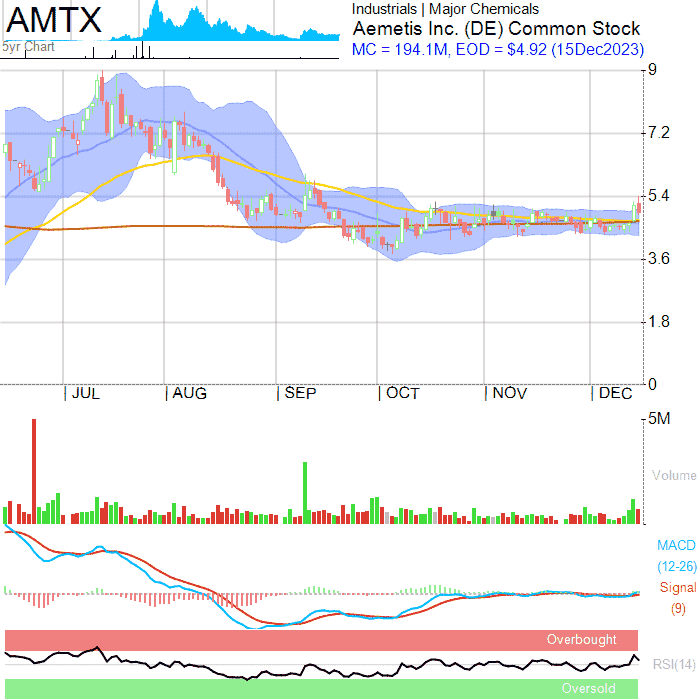 AMTX
5yr Chart
Industrials | Major Chemicals
Aemetis Inc. (DE) Common Stock
MC = 194.1M, EOD = $4.92 (15Dec2023)
9
7.2
5.4
3.6
1.8
0
JUL AUG SEP OCT NOV DEC
5M
Volume
MACD
(12-26)
Signal
(9)
Overbought
RSI(14)
Oversold